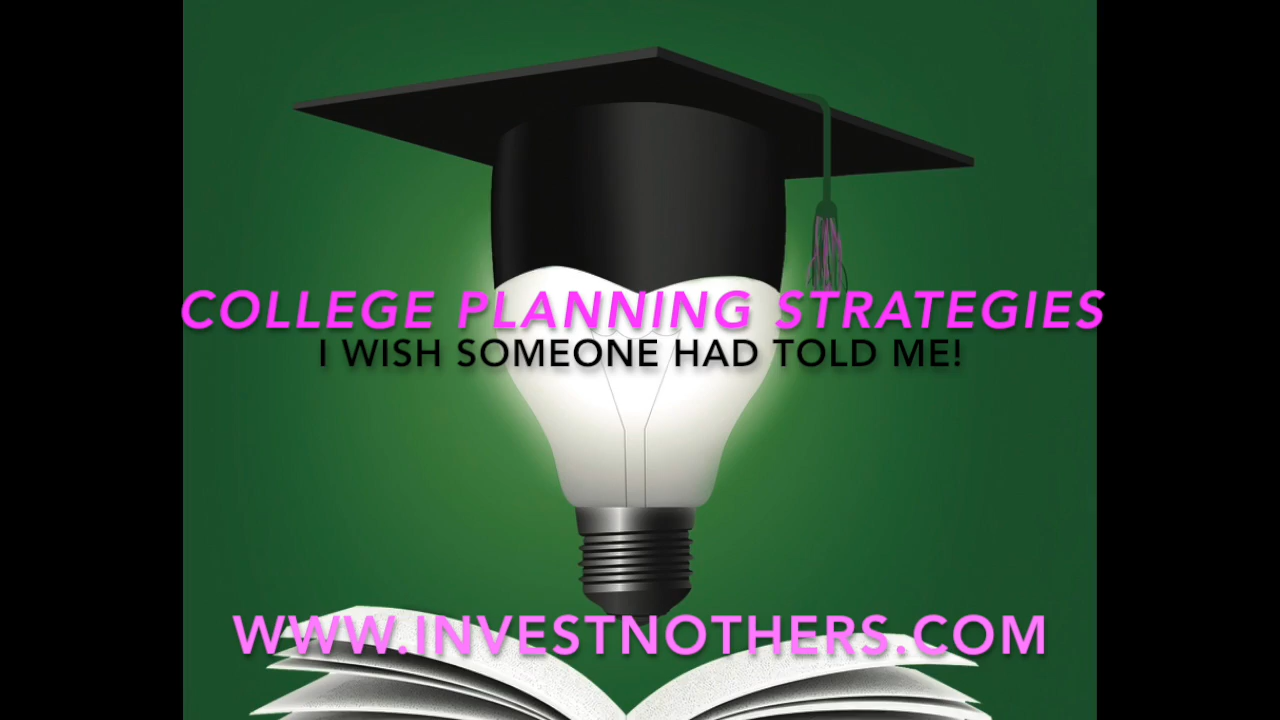 COLLEGE PLANNING STRATEGIES
I WISH SOMEONE HAD TOLD ME!
WWW.INVESTNOTHERS.COM